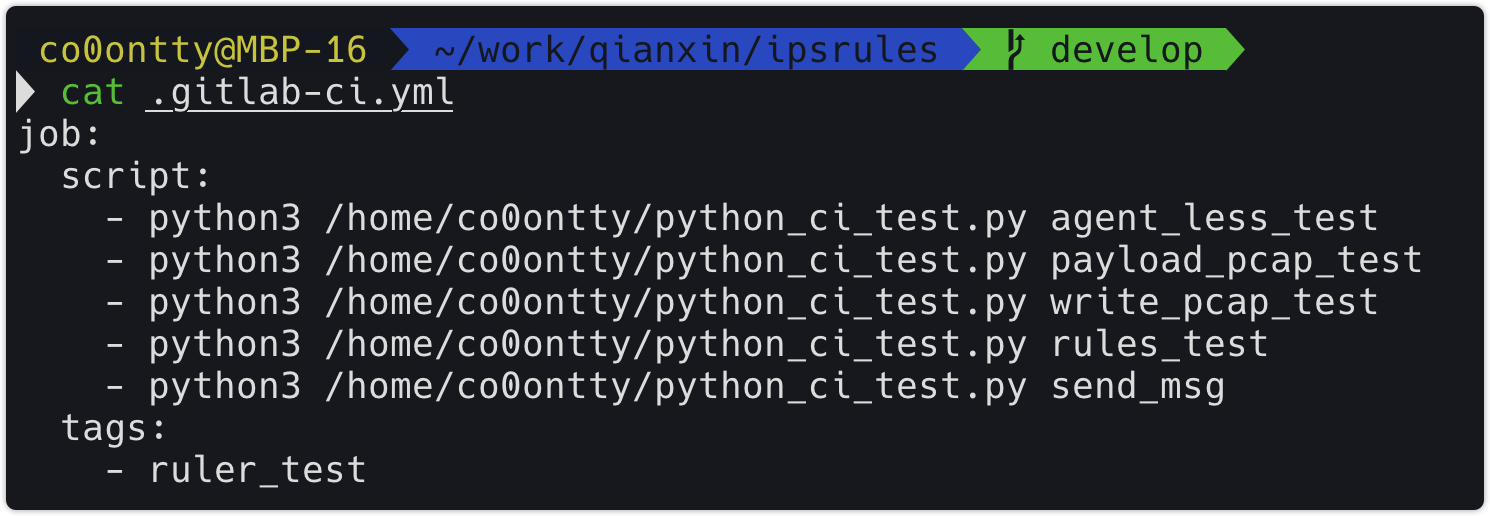 co0ontty@MBP-16 ~/work/qianxin/ipsrules develop
cat .gitlab-ci.yml
job:
  script:
    - python3 /home/co0ontty/python_ci_test.py agent_less_test
    - python3 /home/co0ontty/python_ci_test.py payload_pcap_test
    - python3 /home/co0ontty/python_ci_test.py write_pcap_test
    - python3 /home/co0ontty/python_ci_test.py rules_test
    - python3 /home/co0ontty/python_ci_test.py send_msg
  tags:
    - ruler_test